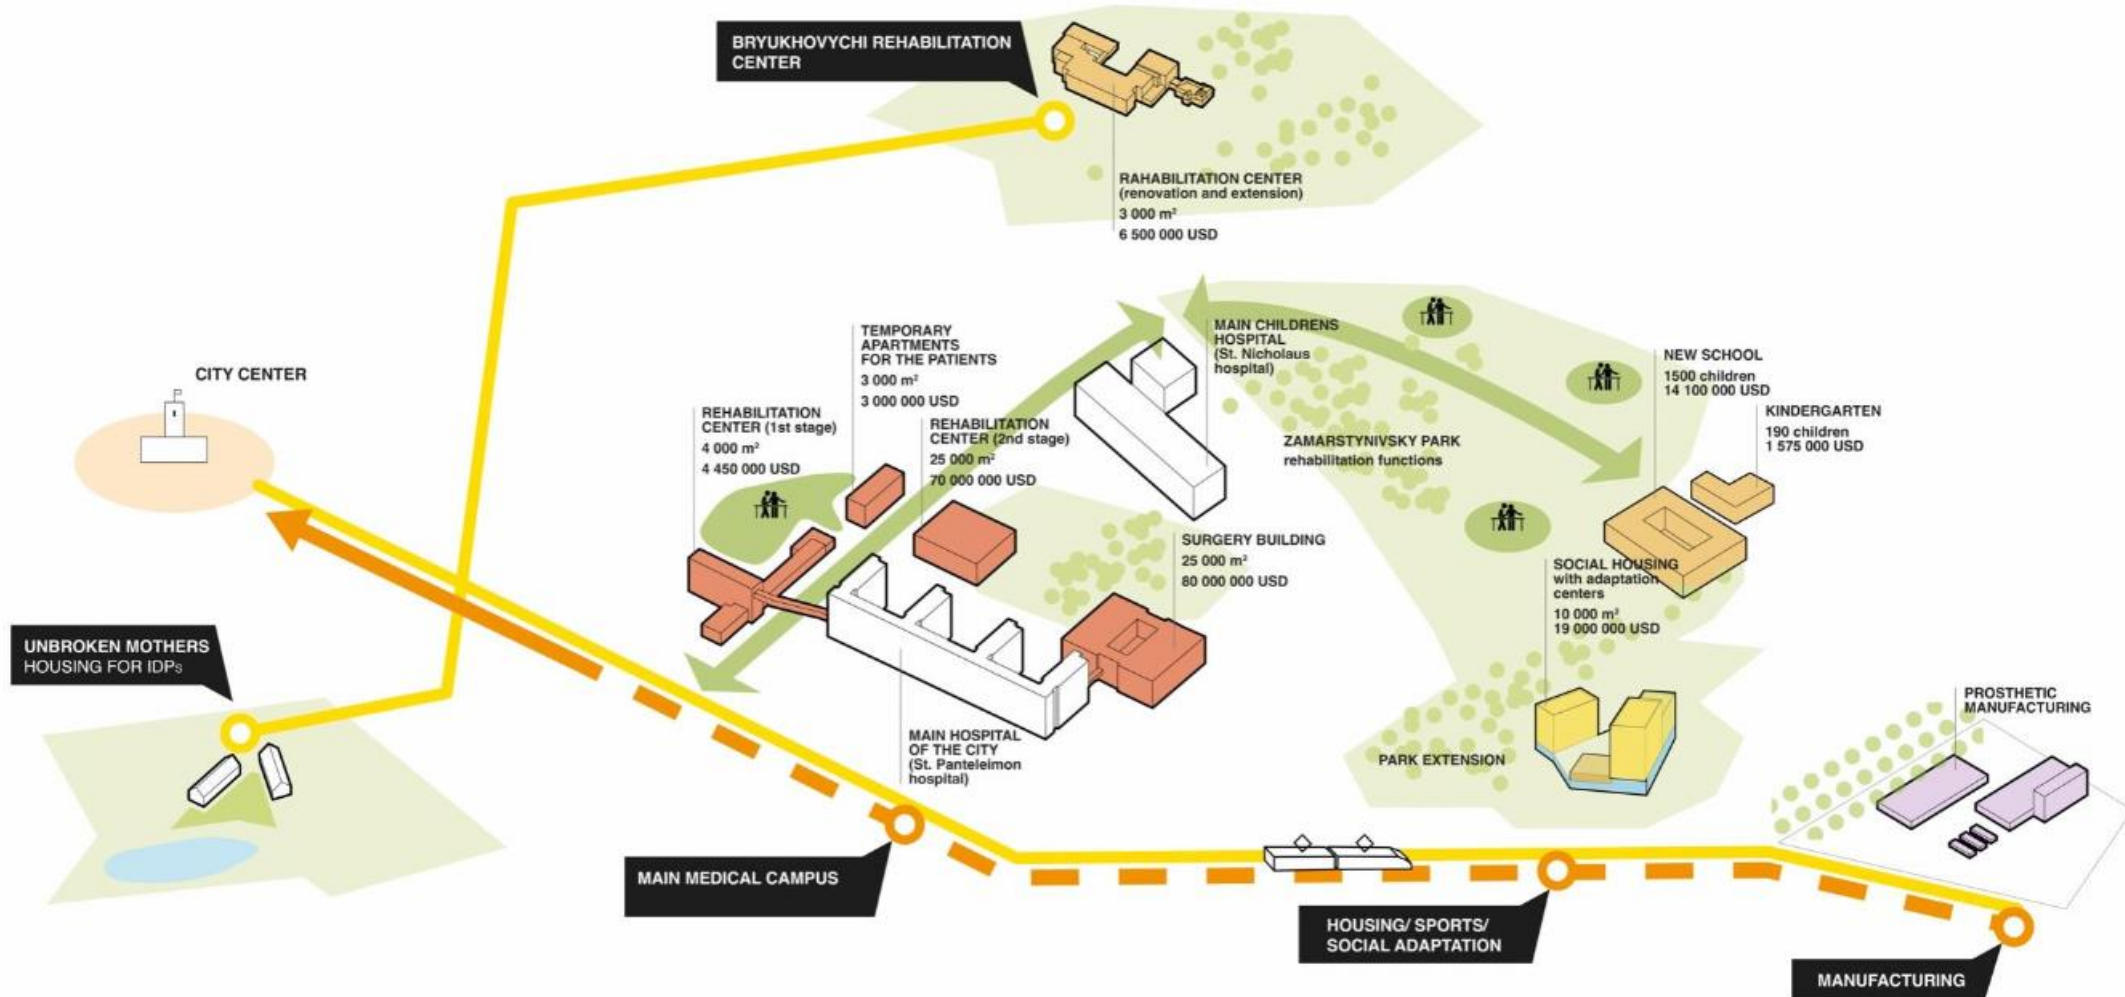 BRYUKHOVYCHI REHABILITATION
CENTER
RAHABILITATION CENTER
(renovation and extension)
3 000 m²
6 500 000 USD
CITY CENTER
TEMPORARY
APARTMENTS
FOR THE PATIENTS
3 000 m²
3 000 000 USD
MAIN CHILDRENS
HOSPITAL
(St. Nicholaus
hospital)
NEW SCHOOL
1500 children
14 100 000 USD
KINDERGARTEN
190 children
1 575 000 USD
REHABILITATION
CENTER (1st stage)
4 000 m²
4 450 000 USD
REHABILITATION
CENTER (2nd stage)
25 000 m²
70 000 000 USD
ZAMARSTYNIVSKY PARK
rehabilitation functions
SURGERY BUILDING
25 000 m²
80 000 000 USD
SOCIAL HOUSING
with adaptation
centers
10 000 m²
19 000 000 USD
UNBROKEN MOTHERS
HOUSING FOR IDPs
MAIN HOSPITAL
OF THE CITY
(St. Panteleimon
hospital)
PARK EXTENSION
PROSTHETIC
MANUFACTURING
MAIN MEDICAL CAMPUS
HOUSING/ SPORTS/
SOCIAL ADAPTATION
MANUFACTURING